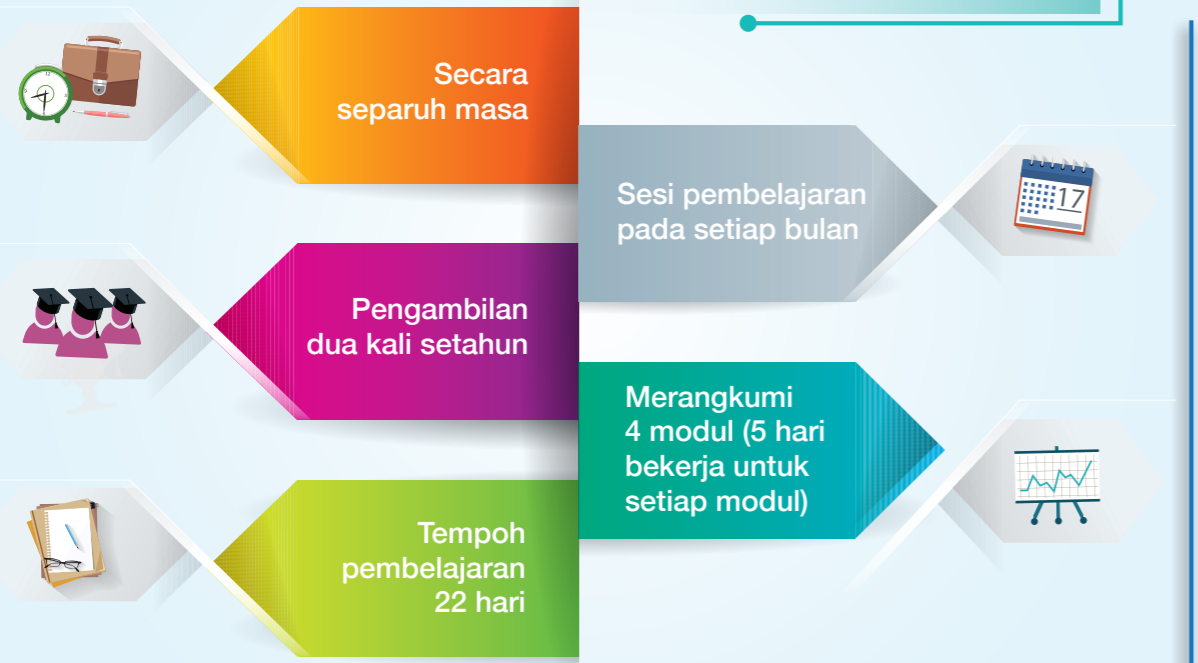 Secara
separuh masa
Sesi pembelajaran
pada setiap bulan
17
Pengambilan
dua kali setahun
Merangkumi
4 modul (5 hari
bekerja untuk
setiap modul)
Tempoh
pembelajaran
22 hari